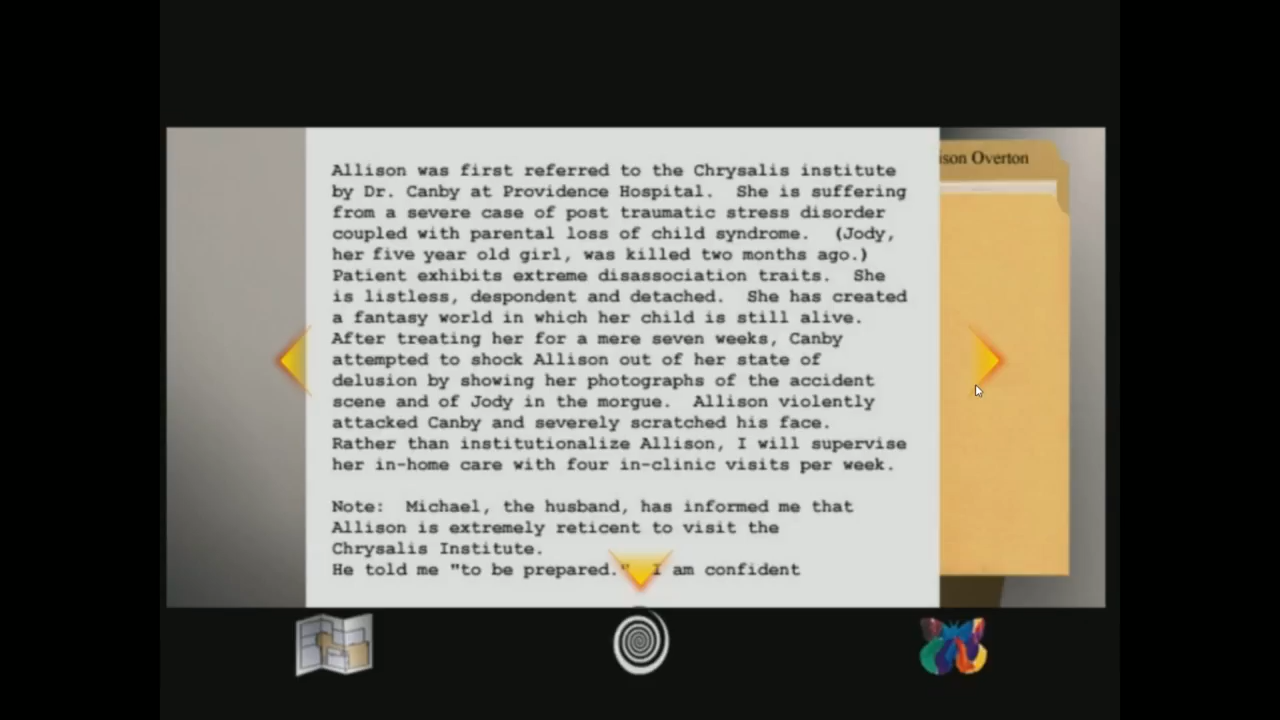 ison Overton
Allison was first referred to the Chrysalis institute
by Dr. Canby at Providence Hospital.  She is suffering
from a severe case of post traumatic stress disorder
coupled with parental loss of child syndrome.  (Jody,
her five year old girl, was killed two months ago.)
Patient exhibits extreme disassociation traits.  She
is listless, despondent and detached.  She has created
a fantasy world in which her child is still alive.
After treating her for a mere seven weeks, Canby
attempted to shock Allison out of her state of
delusion by showing her photographs of the accident
scene and of Jody in the morgue.  Allison violently
attacked Canby and severely scratched his face.
Rather than institutionalize Allison, I will supervise
her in-home care with four in-clinic visits per week.
Note:  Michael, the husband, has informed me that
Allison is extremely reticent to visit the
Chrysalis Institute.
He told me "to be prepared."  I am confident